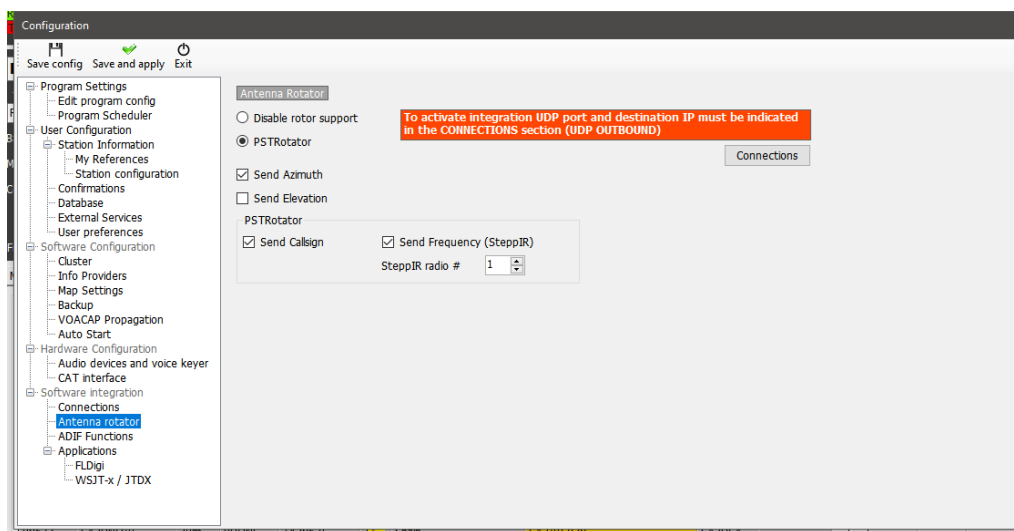 Configuration
Save config Save and apply Exit
Program Settings
Edit program config
Program Scheduler
User Configuration
Station Information
My References
Station configuration
Confirmations
Database
External Services
User preferences
Software Configuration
Cluster
Info Providers
Map Settings
Backup
VOACAP Propagation
Auto Start
Hardware Configuration
Audio devices and voice keyer
CAT interface
Software integration
Connections
Antenna rotator
ADIF Functions
Applications
FLDigi
WSJT-x / JTDX
Antenna Rotator
Disable rotor support
PSTRotator
To activate integration UDP port and destination IP must be indicated
in the CONNECTIONS section (UDP OUTBOUND)
Connections
Send Azimuth
Send Elevation
PSTRotator
Send Callsign Send Frequency (SteppIR)
SteppIR radio # 1